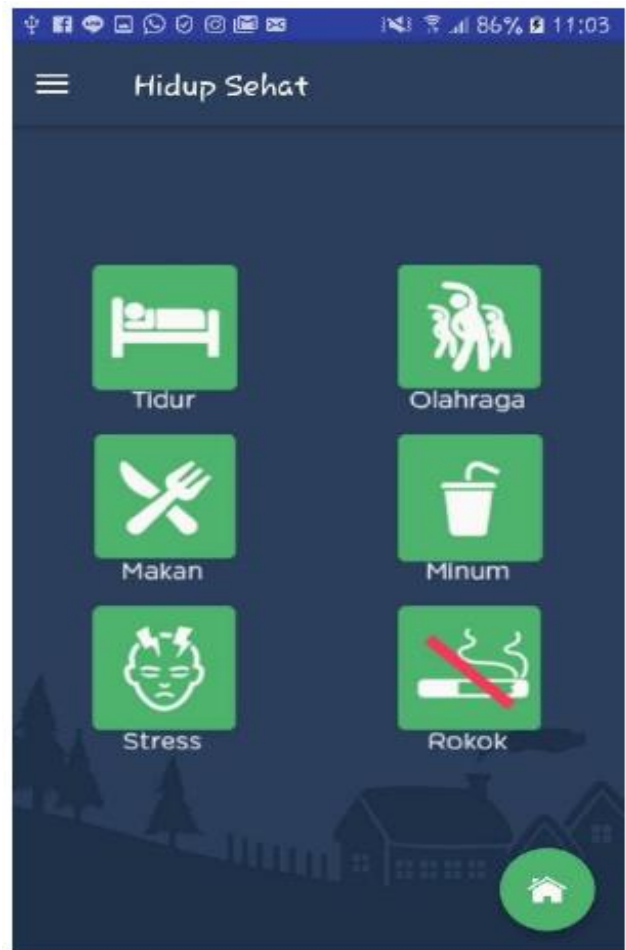 86% 11:03
Hidup Sehat
Tidur Olahraga
Makan Minum
Stress Rokok